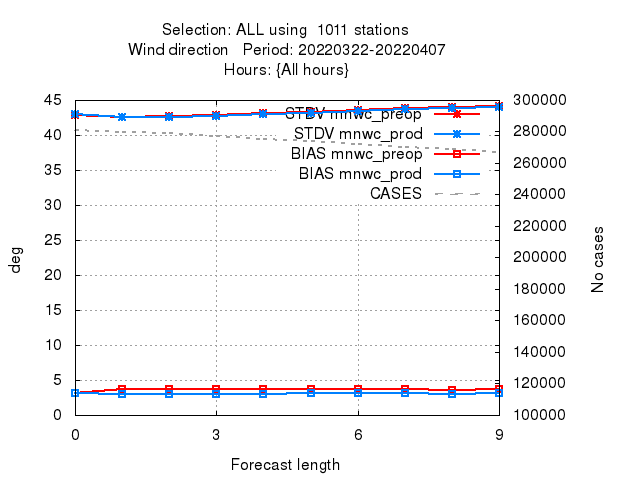 Selection: ALL using  1011 stations
Wind direction   Period: 20220322-20220407
Hours: {All hours}
45
40
35
30
25
20
15
10
5
0
deg
300000
280000
260000
240000
220000
200000
180000
160000
140000
120000
100000
No cases
STDV mnwc_preop
STDV mnwc_prod
BIAS mnwc_preop
BIAS mnwc_prod
CASES
0 3 6 9
Forecast length